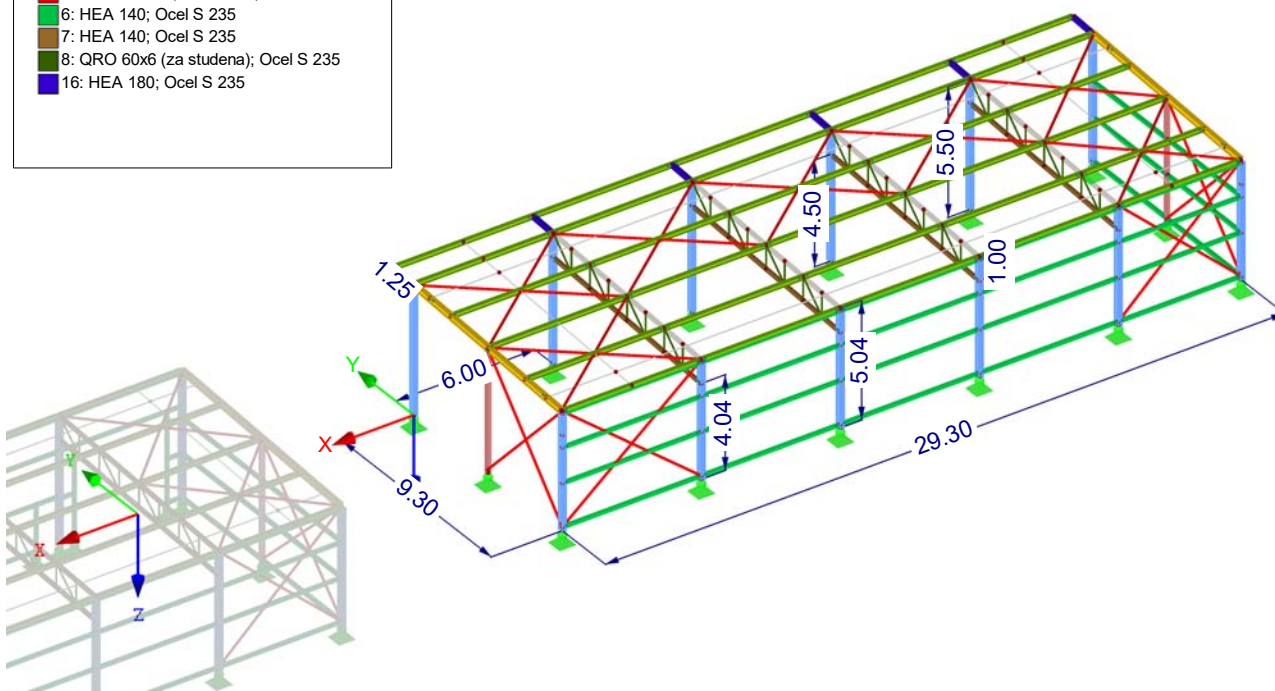 6: HEA 140; Ocel S 235
7: HEA 140; Ocel S 235
8: QRO 60x6 (za studena); Ocel S 235
16: HEA 180; Ocel S 235
5.50
4.50
1.00
1.25
Y
6.00
5.04
X
4.04
29.30
9.30
Y
X
Z